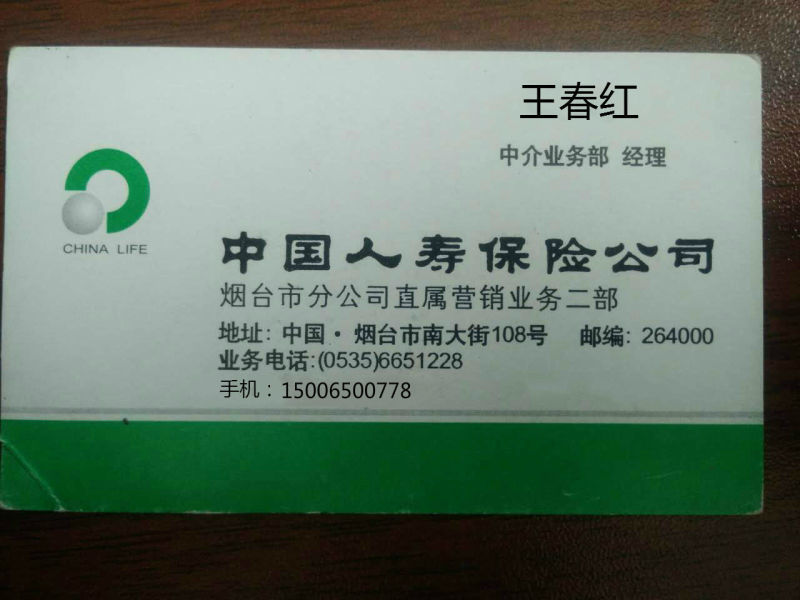 王春红
中介业务部 经理
CHINA LIFE
中国人寿保险公司
烟台市分公司直属营销业务二部
地址: 中国·烟台市南大街108号 邮编: 264000
业务电话:(0535)6651228
手机：15006500778